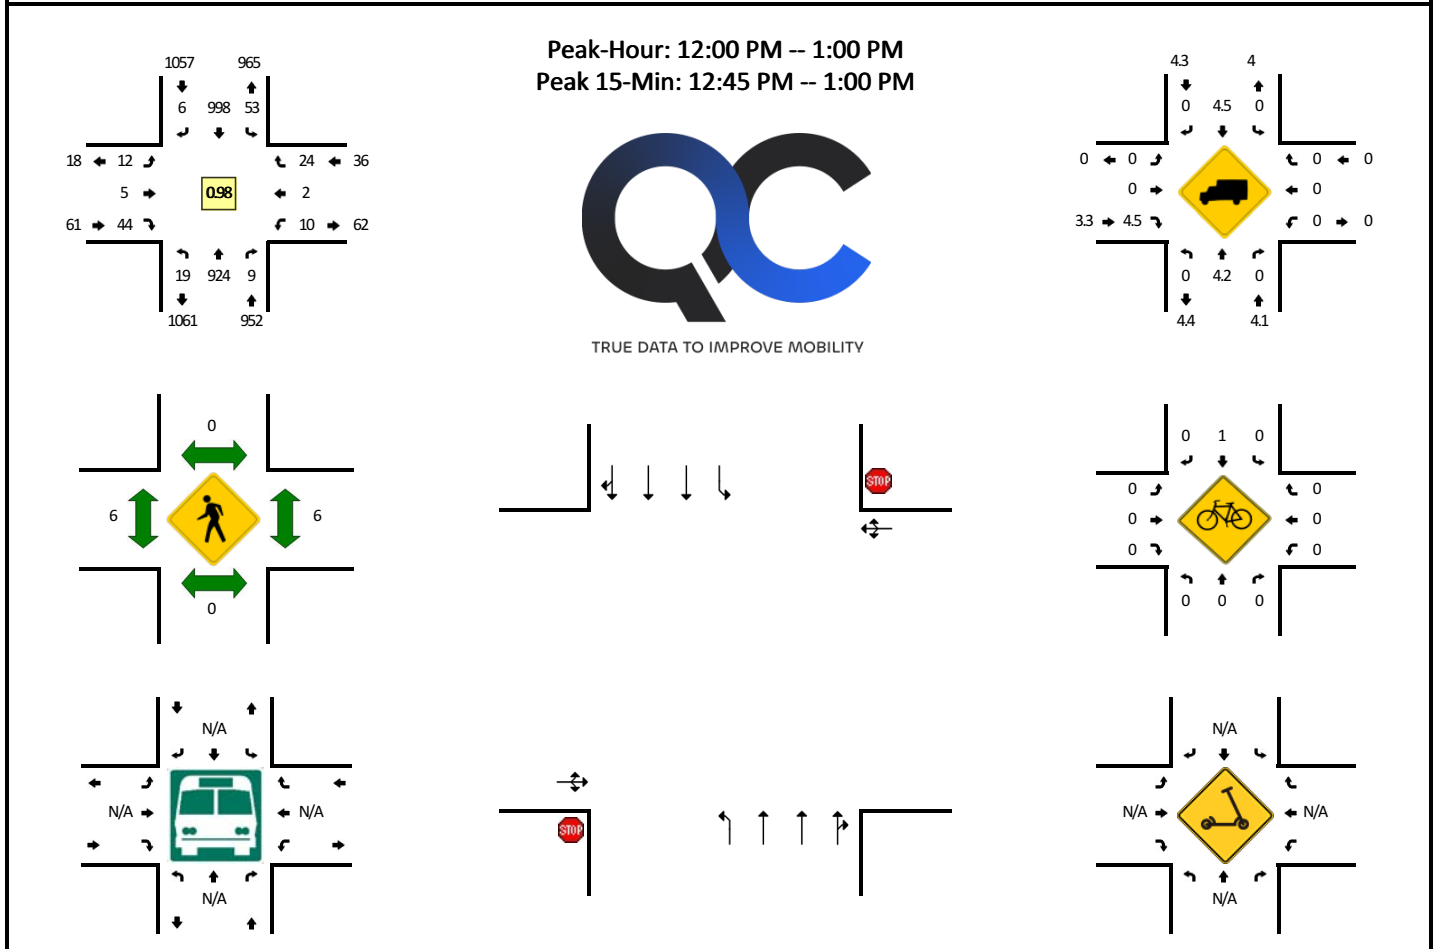 Peak-Hour: 12:00 PM -- 1:00 PM
Peak 15-Min: 12:45 PM -- 1:00 PM
1057 965
6 998 53
18 12 24 36
5 0.98 2
61 44 10 62
19 924 9
1061 952
QC
TRUE DATA TO IMPROVE MOBILITY
4.3 4
0 4.5 0
0 0 0 0
0 0
3.3 4.5 0 0
0 4.2 0
4.4 4.1
0
6 6
0
STOP
STOP
0 1 0
0 0
0 0
0 0
0 0 0
N/A
N/A N/A
N/A
N/A
N/A N/A
N/A